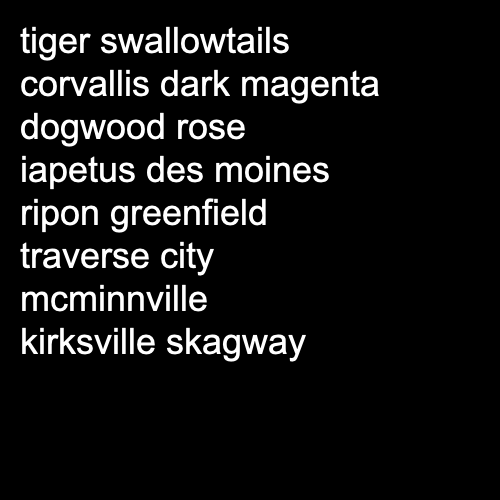 tiger swallowtails
corvallis dark magenta
dogwood rose
iapetus des moines
ripon greenfield
traverse city
mcminnville
kirksville skagway